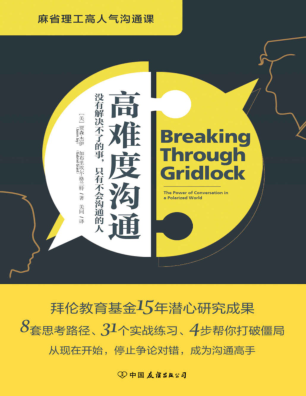 麻省理工高人气沟通课
高难度沟通
没有解决不了的事，只有不会沟通的人
Breaking
Through
Gridlock
The Power of Conversation in
a Polarized World
拜伦教育基金15年潜心研究成果
8套思考路径、31个实战练习、4步帮你打破僵局
从现在开始，停止争论对错，成为沟通高手
中国友谊出版公司